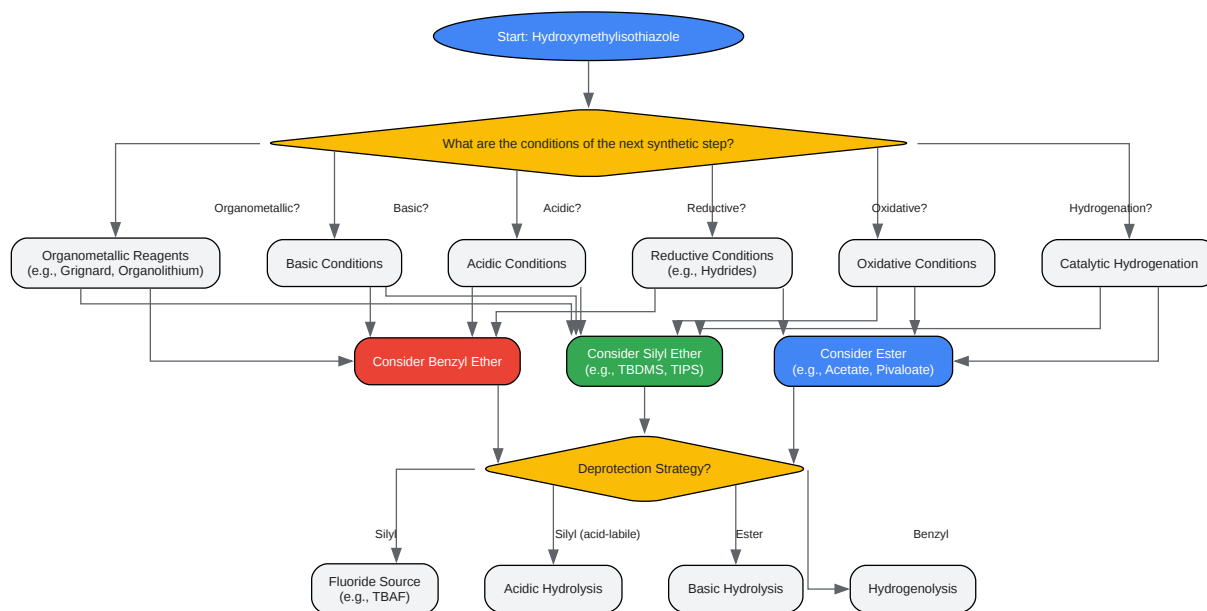 Start: Hydroxymethylisothiazole
What are the conditions of the next synthetic step?
Organometallic?
Basic?
Acidic?
Reductive?
Oxidative?
Hydrogenation?
Organometallic Reagents
(e.g., Grignard, Organolithium)
Basic Conditions
Acidic Conditions
Reductive Conditions
(e.g., Hydrides)
Oxidative Conditions
Catalytic Hydrogenation
Consider Benzyl Ether
Consider Silyl Ether
(e.g., TBDMS, TIPS)
Consider Ester
(e.g., Acetate, Pivaloate)
Deprotection Strategy?
Silyl
Silyl (acid-labile)
Ester
Benzyl
Fluoride Source
(e.g., TBAF)
Acidic Hydrolysis
Basic Hydrolysis
Hydrogenolysis